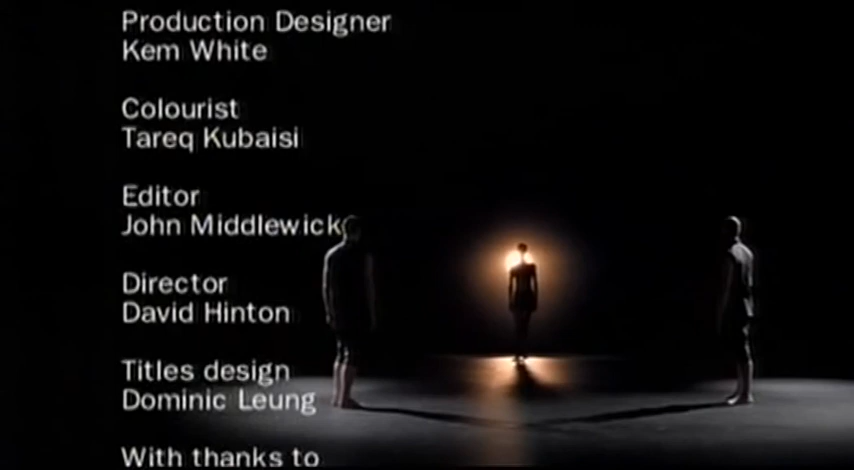 Production Designer
Kem White
Colourist
Tareq Kubaisi
Editor
John Middlewick
Director
David Hinton
Titles design
Dominic Leung
With thanks to